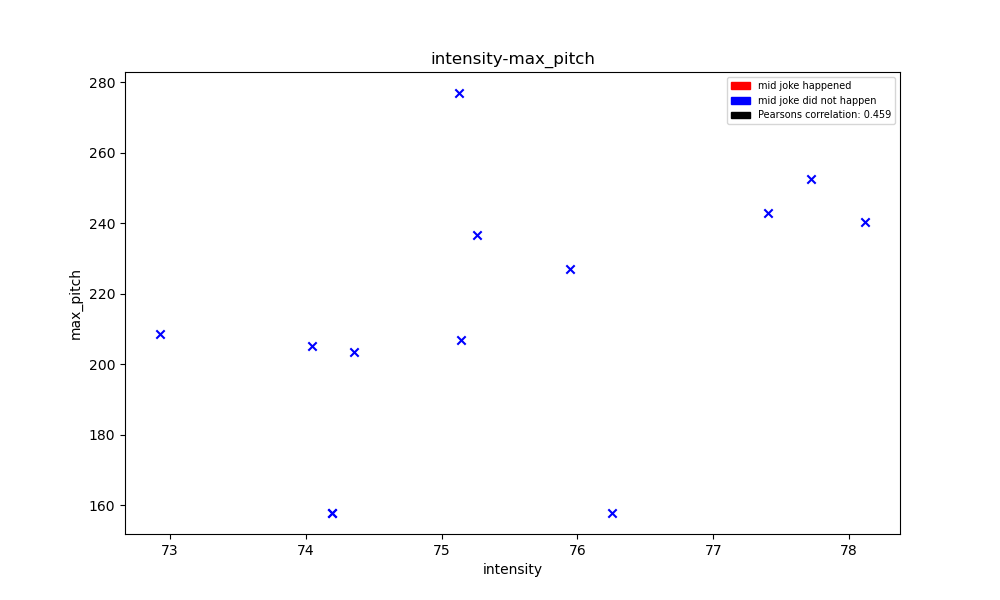 intensity-max_pitch
mid joke happened
mid joke did not happen
Pearsons correlation: 0.459
280
260
240
220
200
180
160
max_pitch
73
74
75
76
77
78
intensity